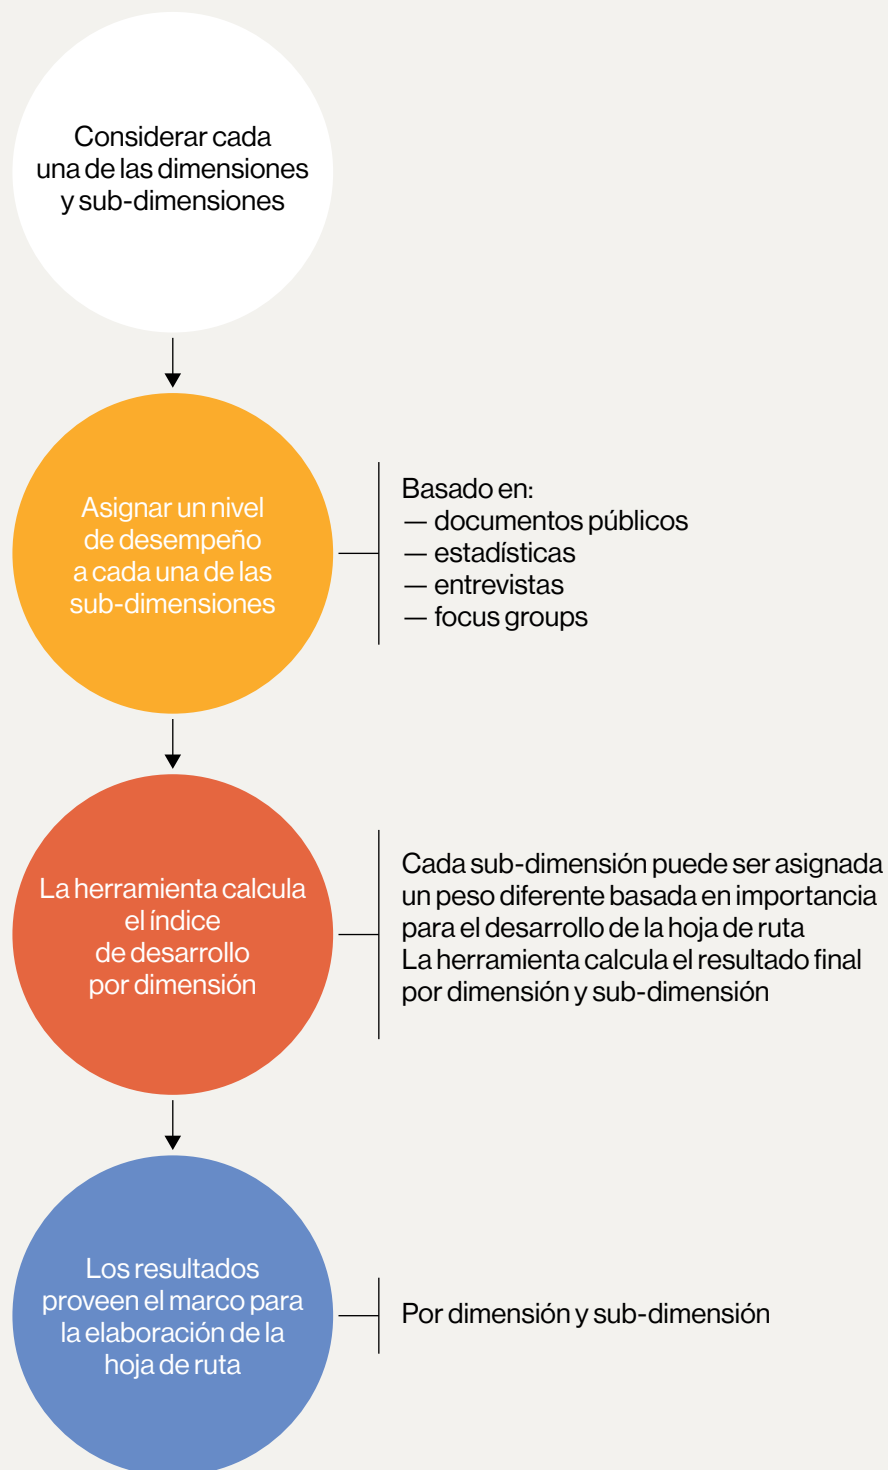 Considerar cada
una de las dimensiones
y sub-dimensiones
Asignar un nivel
de desempeño
a cada una de las
sub-dimensiones
Basado en:
— documentos públicos
— estadísticas
— entrevistas
— focus groups
La herramienta calcula
el índice
de desarrollo
por dimensión
Cada sub-dimensión puede ser asignada
un peso diferente basada en importancia
para el desarrollo de la hoja de ruta
La herramienta calcula el resultado final
por dimensión y sub-dimensión
Los resultados
proveen el marco para
la elaboración de la
hoja de ruta
Por dimensión y sub-dimensión